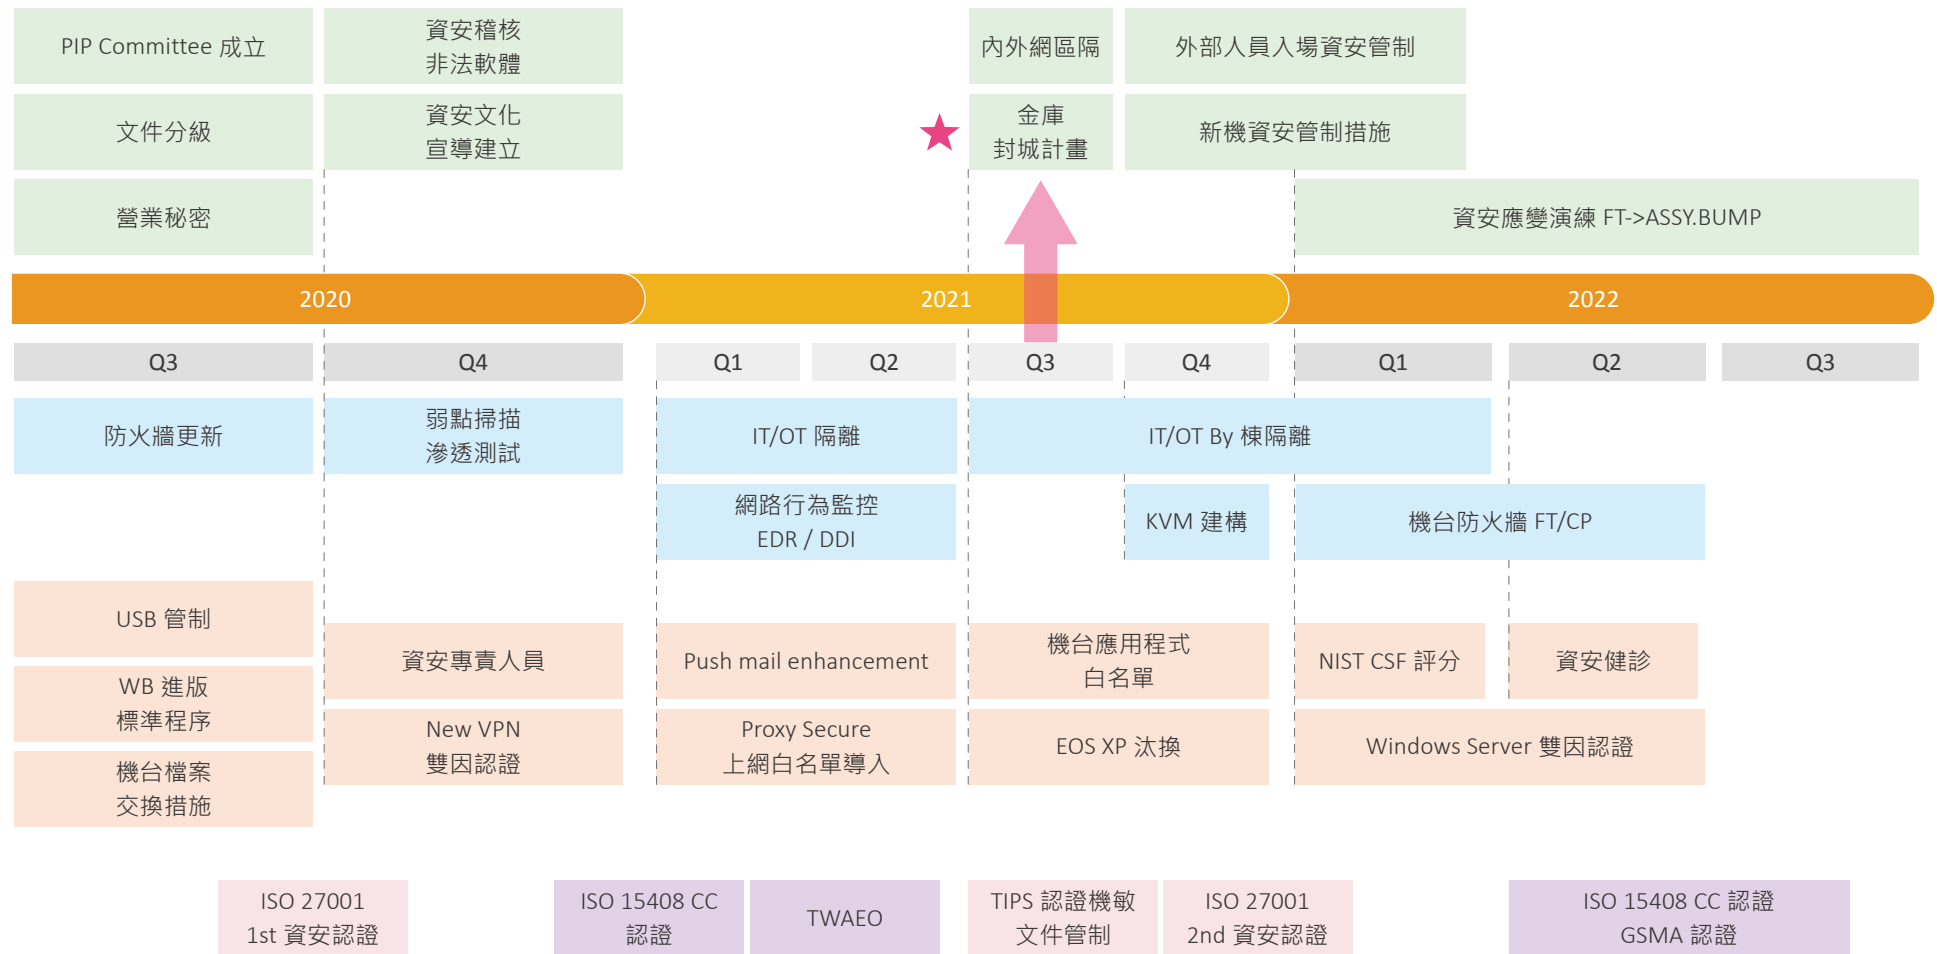 PIP Committee 成立
資安稽核
非法軟體
內外網區隔
外部人員入場資安管制
文件分級
資安文化
宣導建立
金庫
封城計畫
新機資安管制措施
營業秘密
資安應變演練 FT->ASSY.BUMP
2020
2021
2022
Q3
Q4
Q1
Q2
Q3
Q4
Q1
Q2
Q3
防火牆更新
弱點掃描
滲透測試
IT/OT 隔離
IT/OT By 棟隔離
網路行為監控
EDR / DDI
KVM 建構
機台防火牆 FT/CP
USB 管制
資安專責人員
Push mail enhancement
機台應用程式
白名單
NIST CSF 評分
資安健診
WB 進版
標準程序
New VPN
雙因認證
Proxy Secure
上網白名單導入
EOS XP 汰換
Windows Server 雙因認證
機台檔案
交換措施
ISO 27001
1st 資安認證
ISO 15408 CC
認證
TWAEO
TIPS 認證機敏
文件管制
ISO 27001
2nd 資安認證
ISO 15408 CC 認證
GSMA 認證